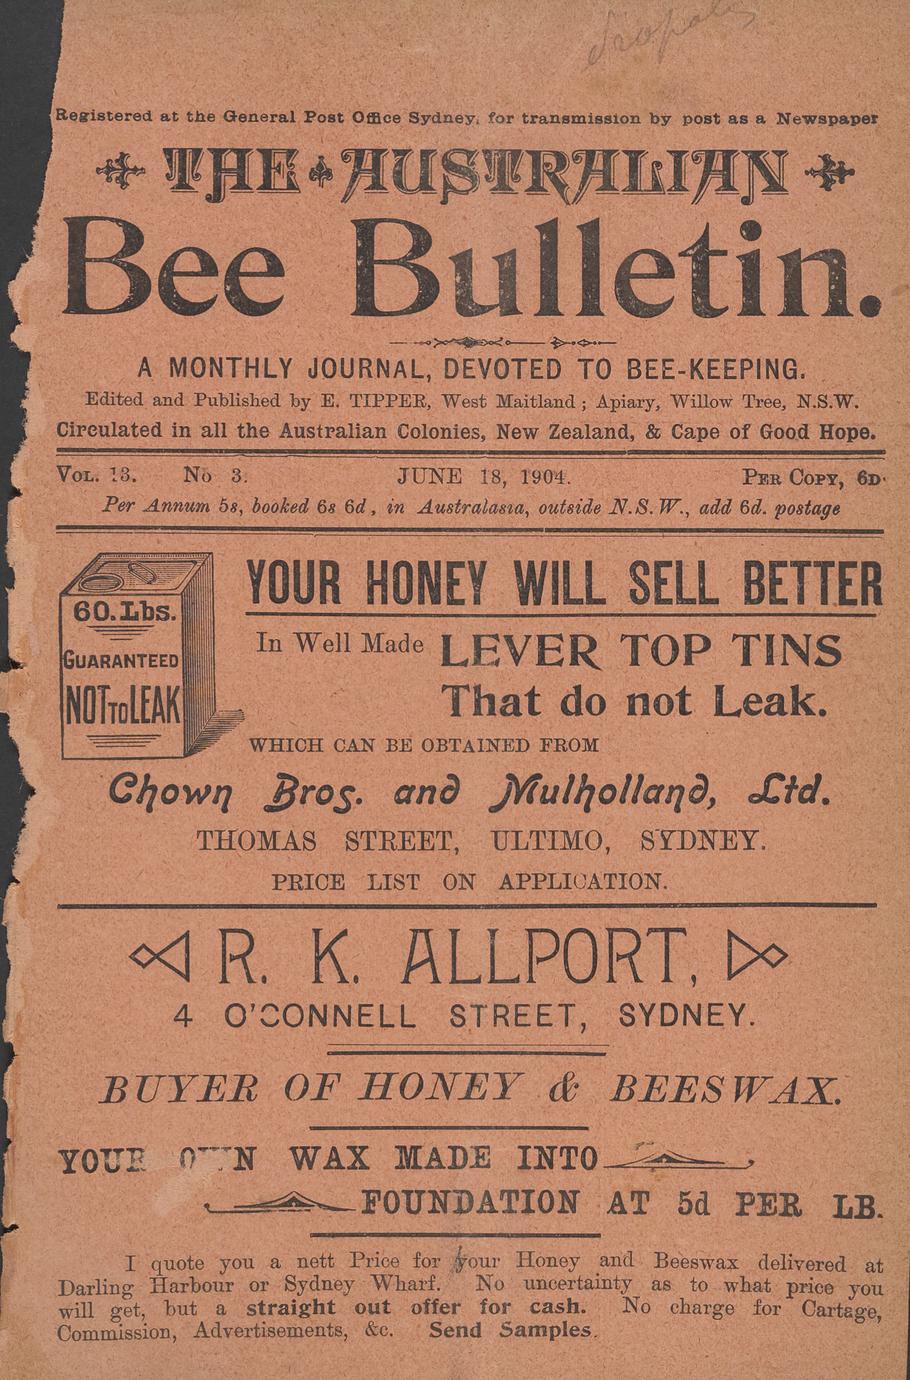 Registered at the General Post Office Sydney, for transmission by post as a Newspaper
THE AUSTRALIAN
Bee Bulletin.
A MONTHLY JOURNAL, DEVOTED TO BEE-KEEPING.
Edited and Published by E. TIPPER, West Maitland ; Apiary, Willow Tree, N.S.W.
Circulated in all the Australian Colonies, New Zealand, & Cape of Good Hope.
VOL. 13. No 3. JUNE 18, 1904. PER COPY, 6D.
Per Annum 5s, booked 6s 6d, in Australasia, outside N.S.W., add 6d. postage
60. Lbs.
GUARANTEED
NOT TO LEAK
YOUR HONEY WILL SELL BETTER
In Well Made LEVER TOP TINS
That do not Leak.
WHICH CAN BE OBTAINED FROM
Chown Bros. and Mulholland, Ltd.
THOMAS STREET, ULTIMO, SYDNEY.
PRICE LIST ON APPLICATION.
R. K. ALLPORT,
4 O'CONNELL STREET, SYDNEY.
BUYER OF HONEY & BEESWAX.
YOUR OWN WAX MADE INTO
FOUNDATION AT 5d PER LB.
I quote you a nett Price for your Honey and Beeswax delivered at
Darling Harbour or Sydney Wharf. No uncertainty as to what price you
will get, but a straight out offer for cash. No charge for Cartage,
Commission, Advertisements, &c. Send Samples.